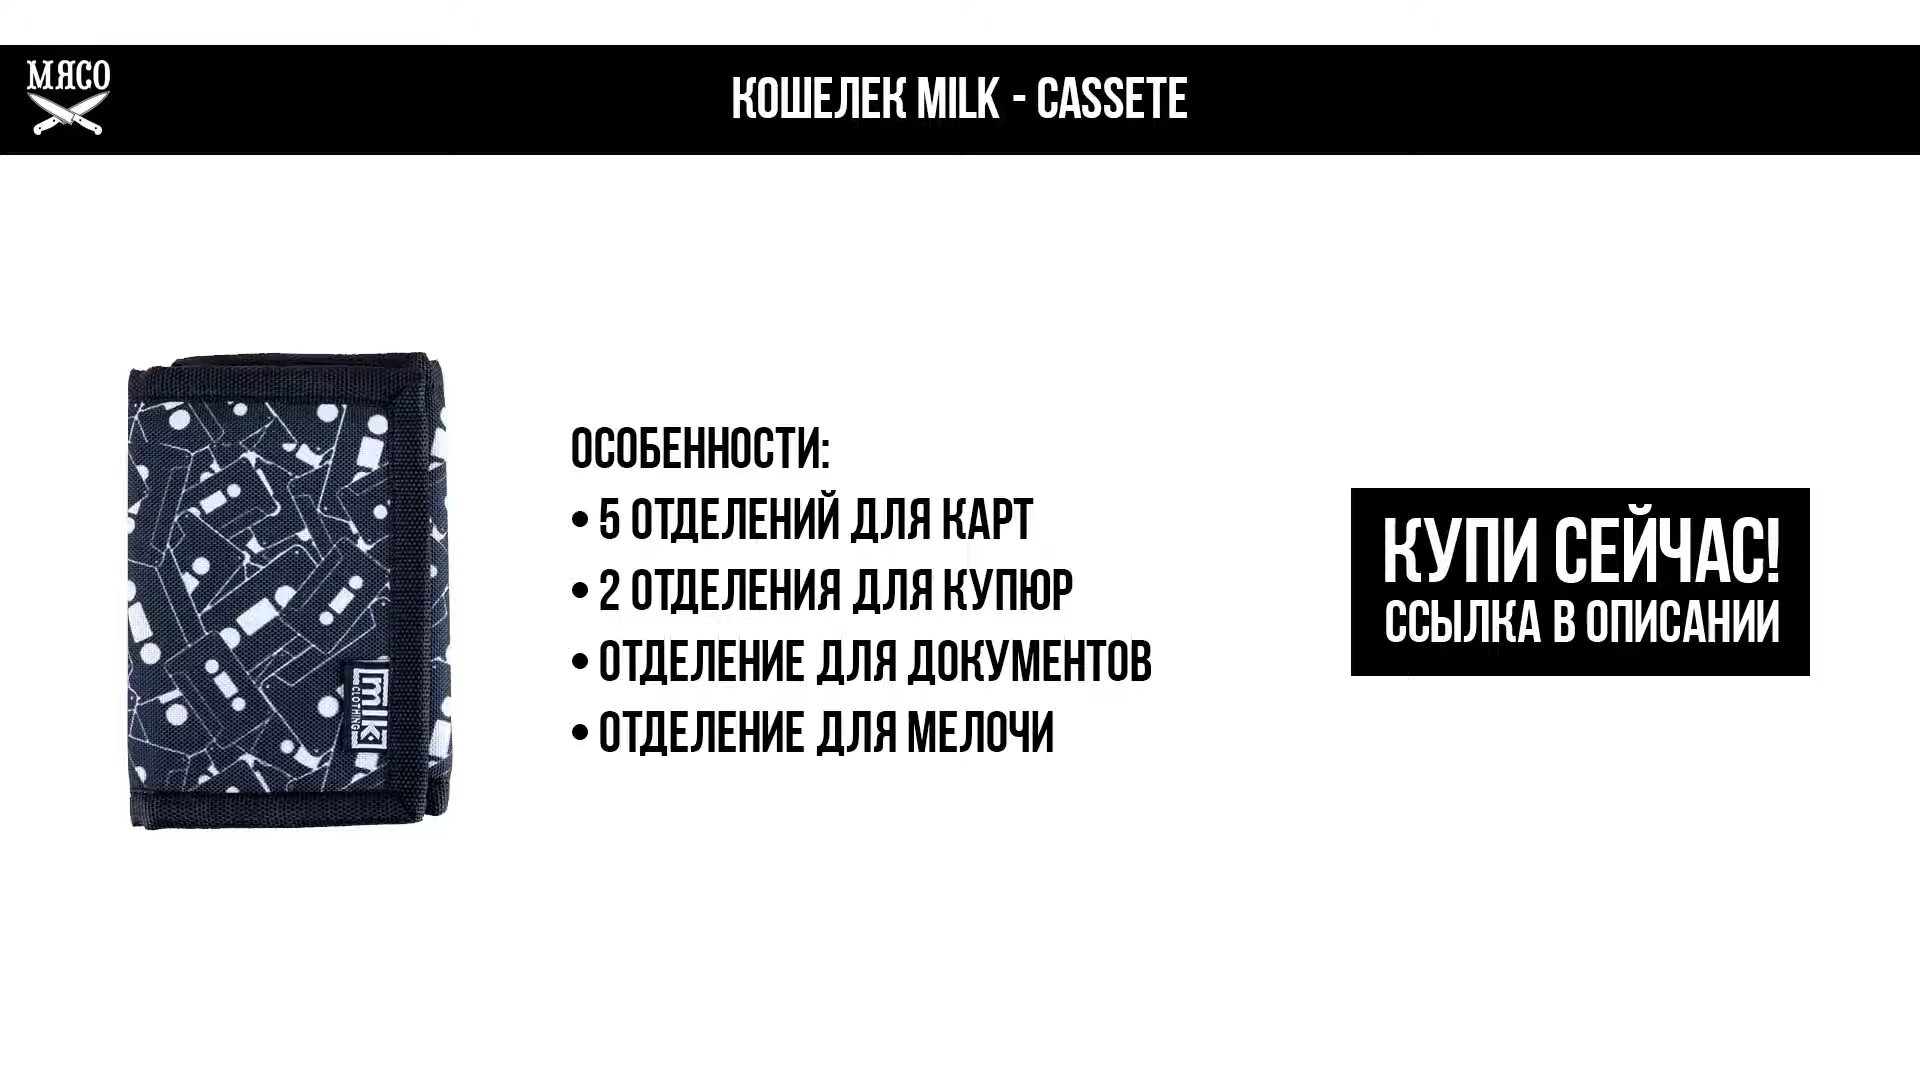 МЯСО
КОШЕЛЕК MILK - CASSETE
ОСОБЕННОСТИ:
• 5 ОТДЕЛЕНИЙ ДЛЯ КАРТ
• 2 ОТДЕЛЕНИЯ ДЛЯ КУПЮР
• ОТДЕЛЕНИЕ ДЛЯ ДОКУМЕНТОВ
• ОТДЕЛЕНИЕ ДЛЯ МЕЛОЧИ
КУПИ СЕЙЧАС!
ССЫЛКА В ОПИСАНИИ
milk
CLOTHING